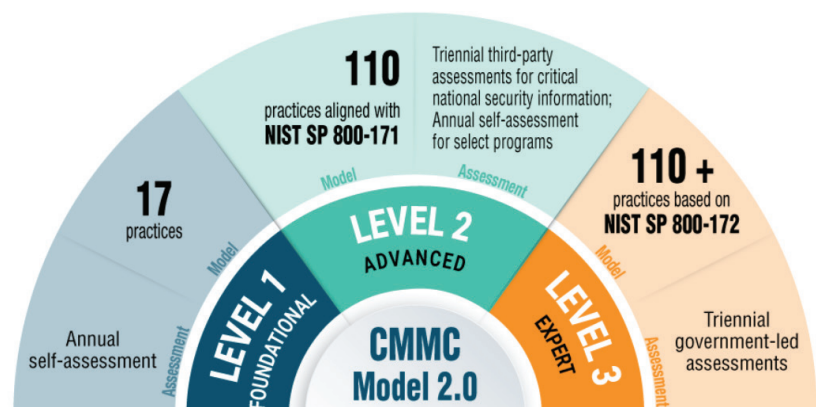 17
practices
Model
Annual
self-assessment
Assessment
LEVEL 1
FOUNDATIONAL
110
practices aligned with
NIST SP 800-171
Model
Triennial third-party
assessments for critical
national security information;
Annual self-assessment
for select programs
Assessment
LEVEL 2
ADVANCED
110 +
practices based on
NIST SP 800-172
Model
Triennial
government-led
assessments
Assessment
LEVEL 3
EXPERT
CMMC
Model 2.0